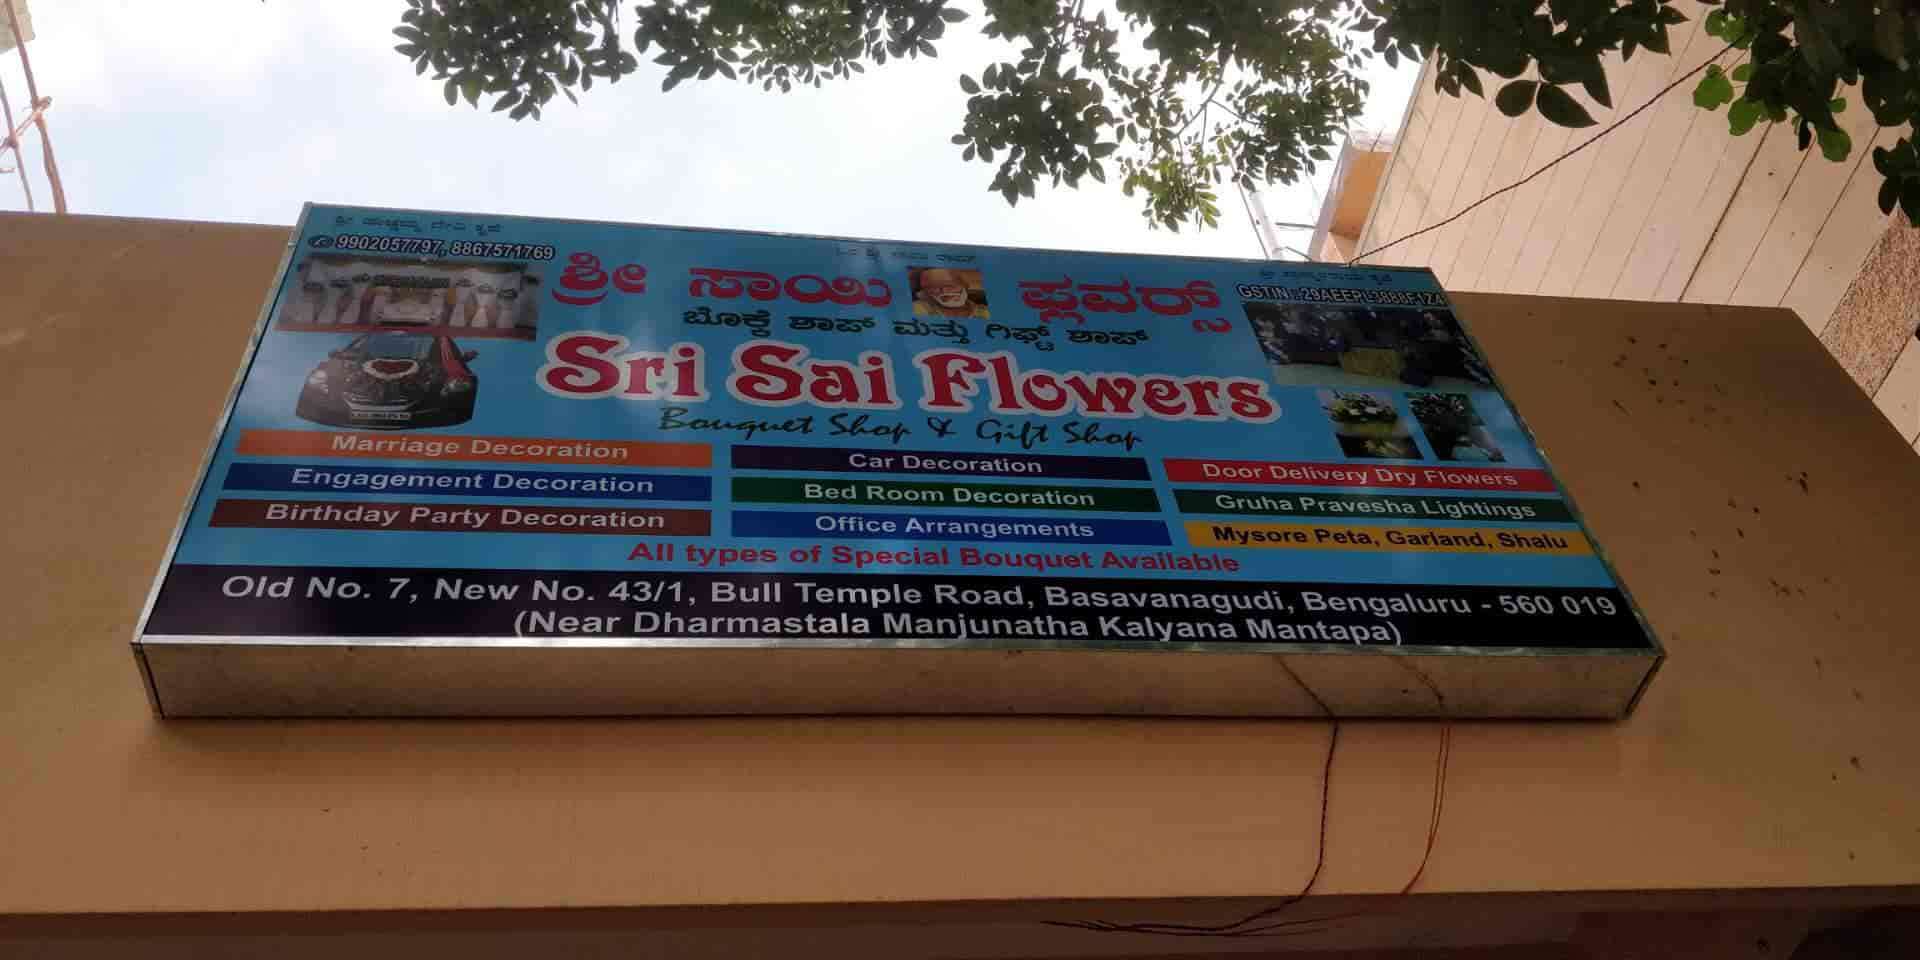 9902057797, 8867571769
GSTIN : 29AEEPL3888F1Z4
ಶ್ರೀ ಸಾಯಿ ಫ್ಲವರ್ಸ್
ಬೊಕ್ಕೆ ಶಾಪ್ ಮತ್ತು ಗಿಫ್ಟ್ ಶಾಪ್
Sri Sai Flowers
Bouquet Shop & Gift Shop
Marriage Decoration
Engagement Decoration
Birthday Party Decoration
Car Decoration
Bed Room Decoration
Office Arrangements
Door Delivery Dry Flowers
Gruha Pravesha Lightings
Mysore Peta, Garland, Shalu
All types of Special Bouquet Available
Old No. 7, New No. 43/1, Bull Temple Road, Basavanagudi, Bengaluru - 560 019
(Near Dharmastala Manjunatha Kalyana Mantapa)